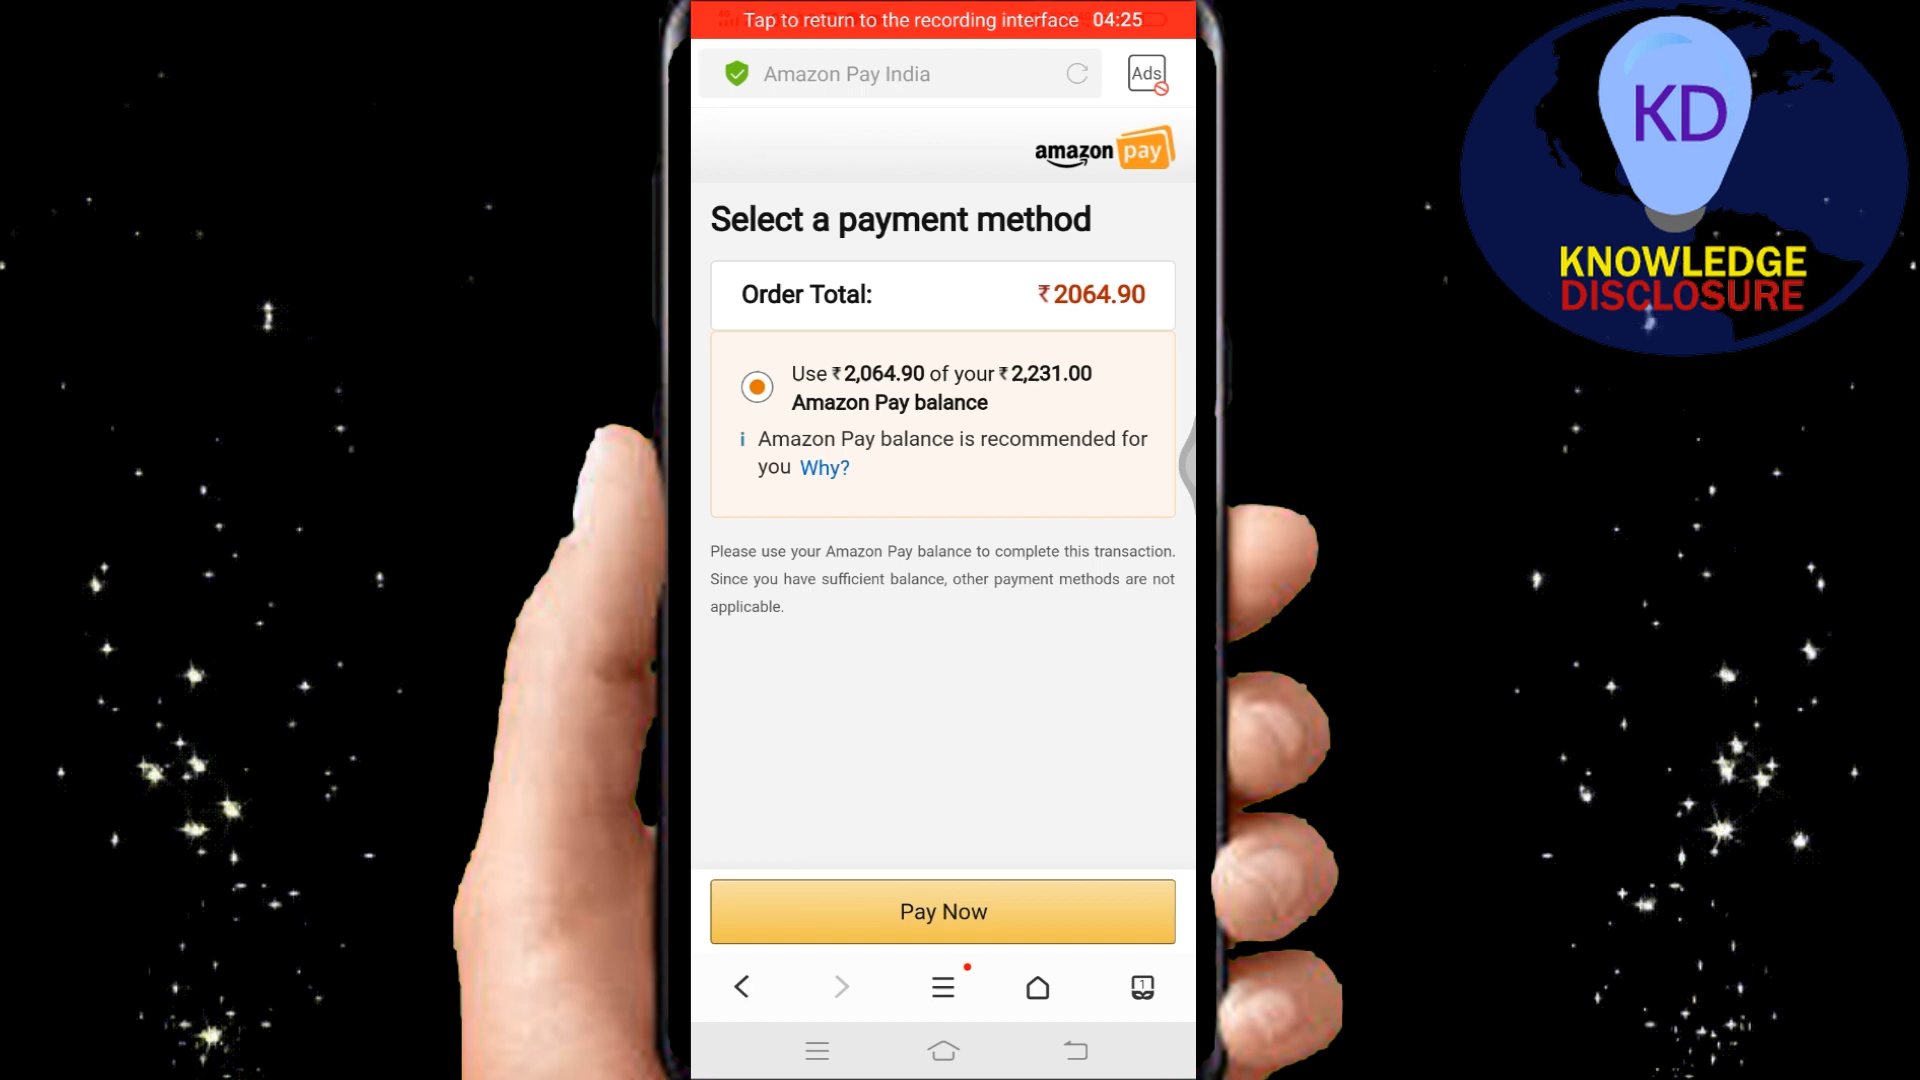 Tap to return to the recording interface 04:25
Amazon Pay India
Ads
amazon pay
Select a payment method
Order Total: ₹2064.90
Use ₹2,064.90 of your ₹2,231.00
Amazon Pay balance
i Amazon Pay balance is recommended for
you Why?
Please use your Amazon Pay balance to complete this transaction.
Since you have sufficient balance, other payment methods are not
applicable.
Pay Now
1
KD
KNOWLEDGE
DISCLOSURE